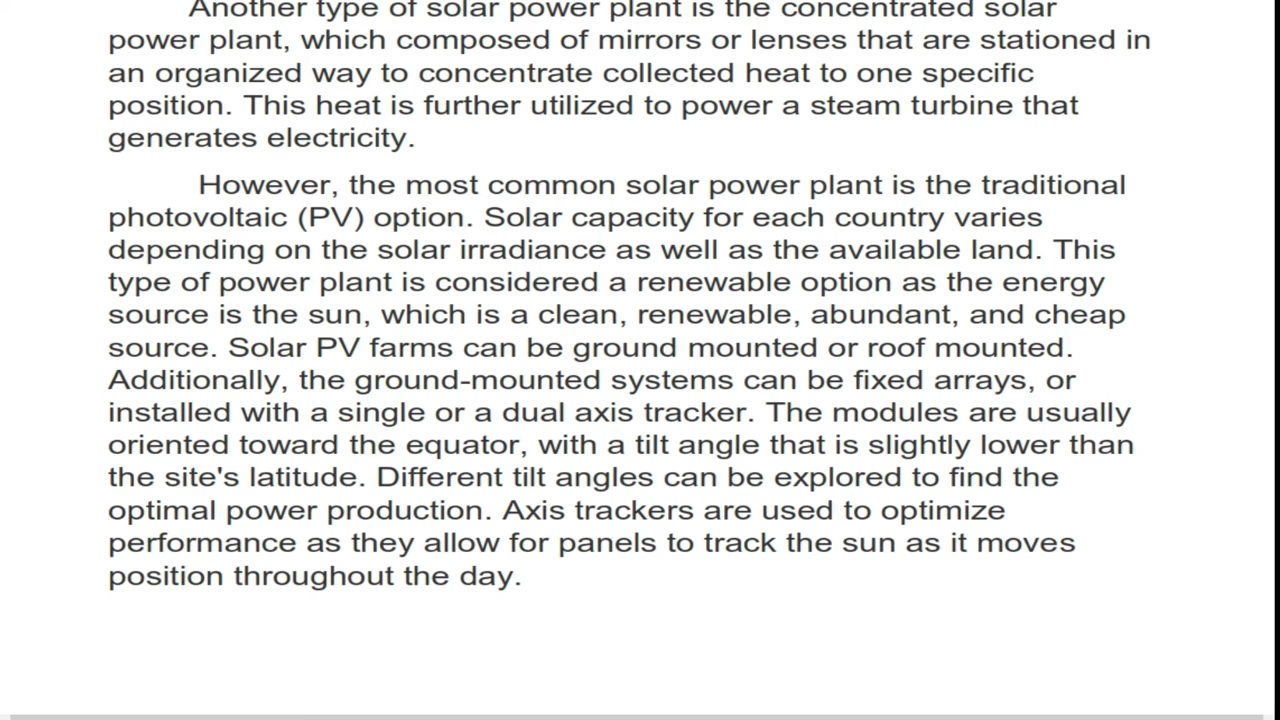 Another type of solar power plant is the concentrated solar
power plant, which composed of mirrors or lenses that are stationed in
an organized way to concentrate collected heat to one specific
position. This heat is further utilized to power a steam turbine that
generates electricity.
However, the most common solar power plant is the traditional
photovoltaic (PV) option. Solar capacity for each country varies
depending on the solar irradiance as well as the available land. This
type of power plant is considered a renewable option as the energy
source is the sun, which is a clean, renewable, abundant, and cheap
source. Solar PV farms can be ground mounted or roof mounted.
Additionally, the ground-mounted systems can be fixed arrays, or
installed with a single or a dual axis tracker. The modules are usually
oriented toward the equator, with a tilt angle that is slightly lower than
the site's latitude. Different tilt angles can be explored to find the
optimal power production. Axis trackers are used to optimize
performance as they allow for panels to track the sun as it moves
position throughout the day.